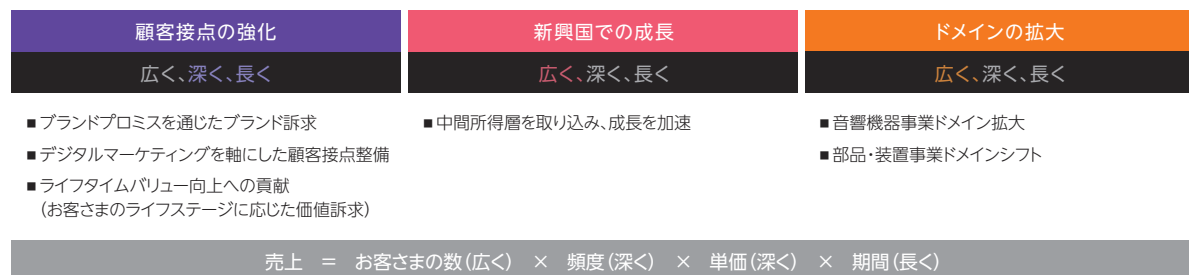 顧客接点の強化
広く、深く、長く
■ブランドプロミスを通じたブランド訴求
■デジタルマーケティングを軸にした顧客接点整備
■ライフタイムバリュー向上への貢献
(お客さまのライフステージに応じた価値訴求)
新興国での成長
広く、深く、長く
■中間所得層を取り込み、成長を加速
ドメインの拡大
広く、深く、長く
■音響機器事業ドメイン拡大
■部品・装置事業ドメインシフト
売上 = お客さまの数(広く) × 頻度(深く) × 単価(深く) × 期間(長く)